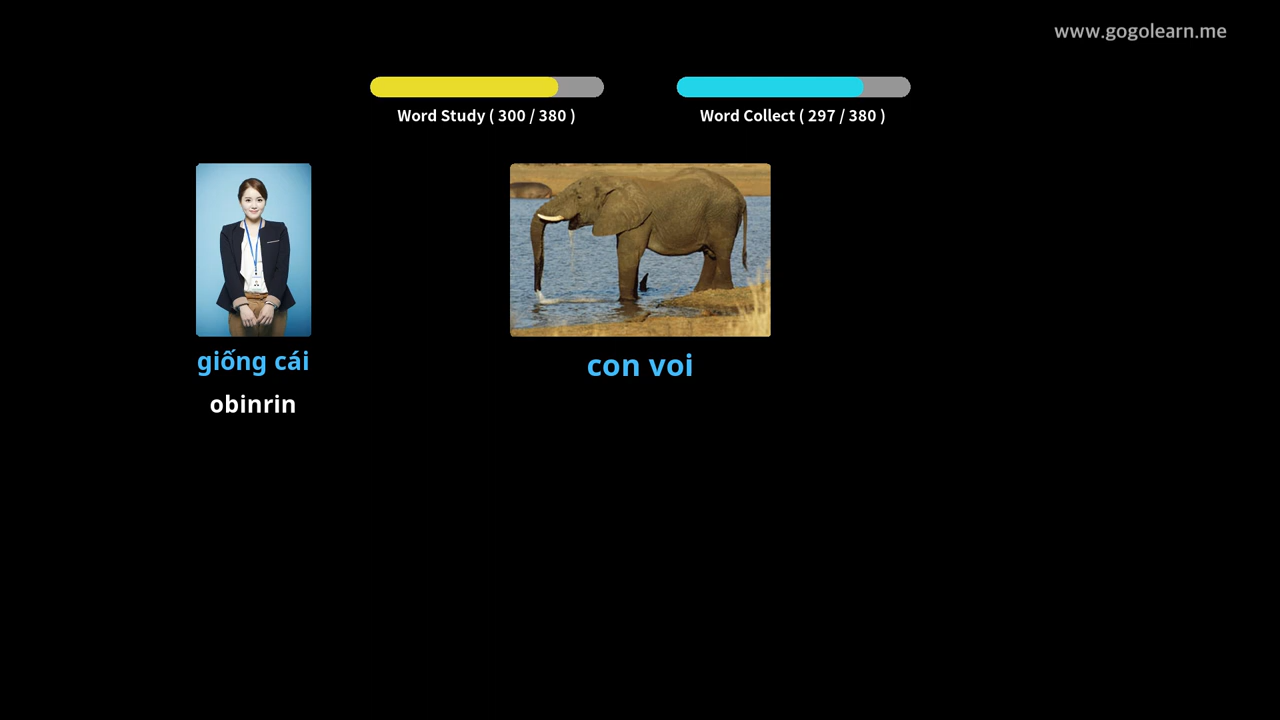 www.gogolearn.me
Word Study ( 300 / 380 )
Word Collect ( 297 / 380 )
giống cái
obinrin
con voi